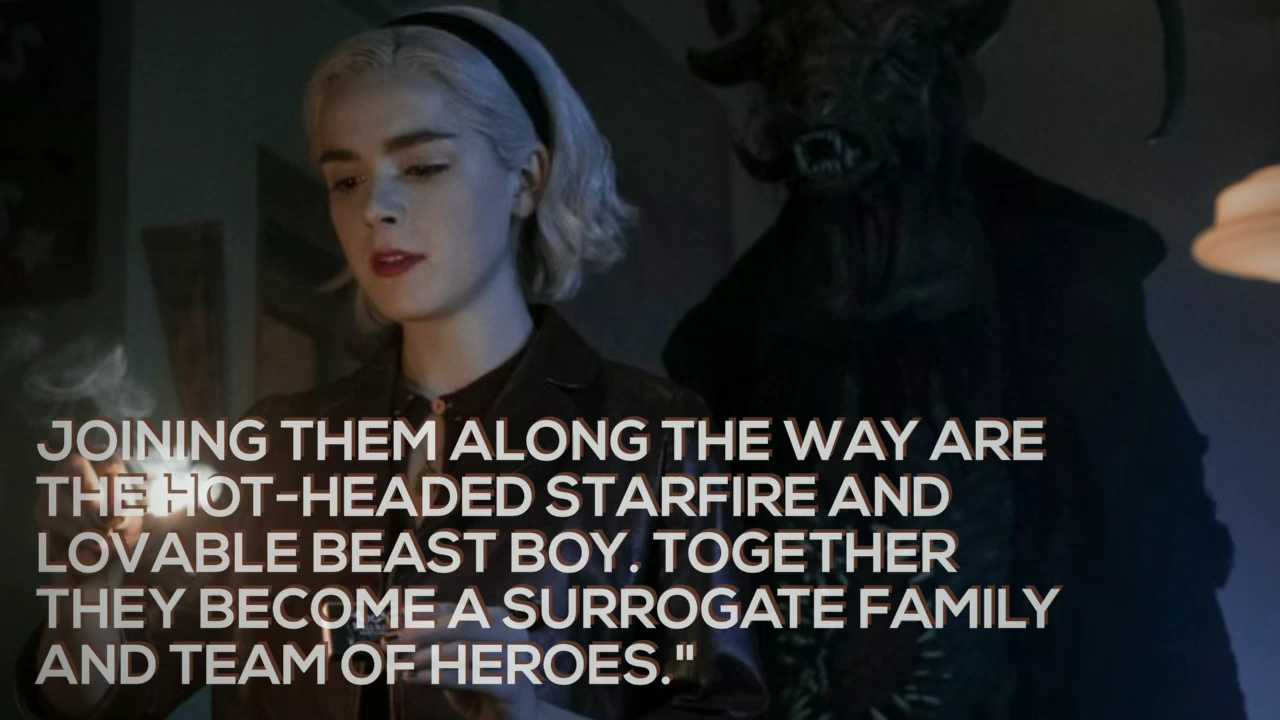 JOINING THEM ALONG THE WAY ARE
THE HOT-HEADED STARFIRE AND
LOVABLE BEAST BOY. TOGETHER
THEY BECOME A SURROGATE FAMILY
AND TEAM OF HEROES."